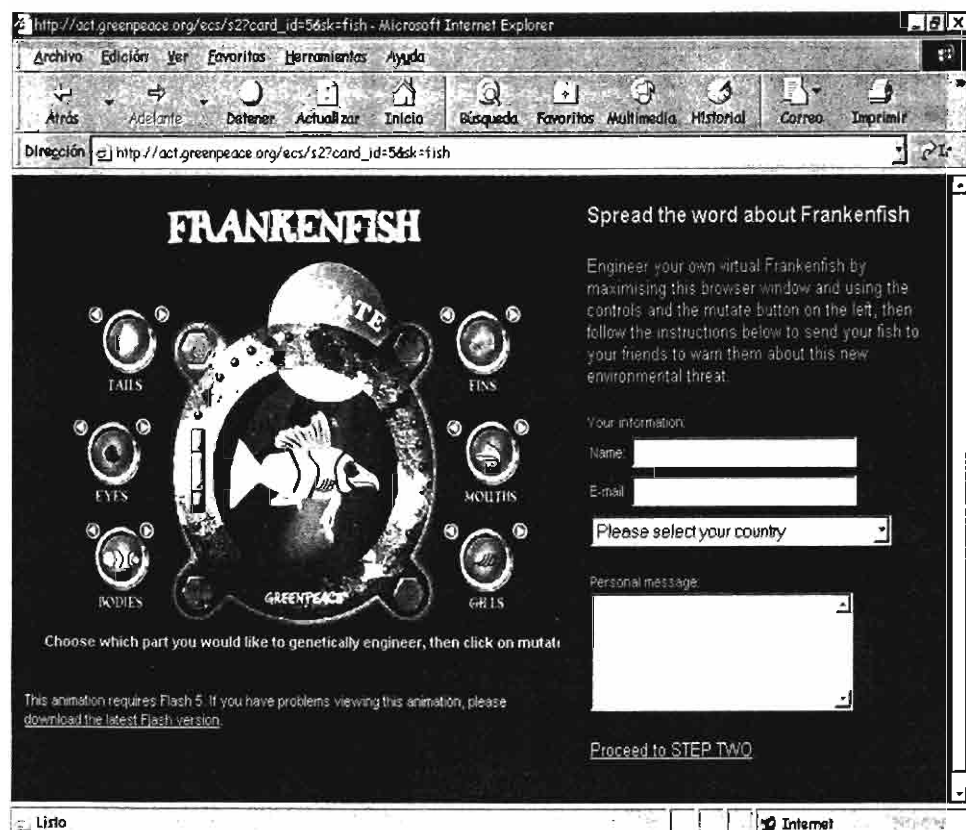 http://act.greenpeace.org/ecs/s2?card_id=5&sk=fish - Microsoft Internet Explorer
Archivo Edición Ver Favoritos Herramientas Ayuda
Atrás Adelante Detener Actualizar Inicio Búsqueda Favoritos Multimedia Historial Correo Imprimir
Dirección http://act.greenpeace.org/ecs/s2?card_id=5&sk=fish
FRANKENFISH
TAILS
EYES
BODIES
FINS
MOUTHS
GILLS
GREENPEACE
Choose which part you would like to genetically engineer, then click on mutate
This animation requires Flash 5. If you have problems viewing this animation, please
download the latest Flash version.
Spread the word about Frankenfish
Engineer your own virtual Frankenfish by
maximising this browser window and using the
controls and the mutate button on the left, then
follow the instructions below to send your fish to
your friends to warn them about this new
environmental threat.
Your information:
Name:
E-mail
Please select your country
Personal message:
Proceed to STEP TWO
Listo
Internet